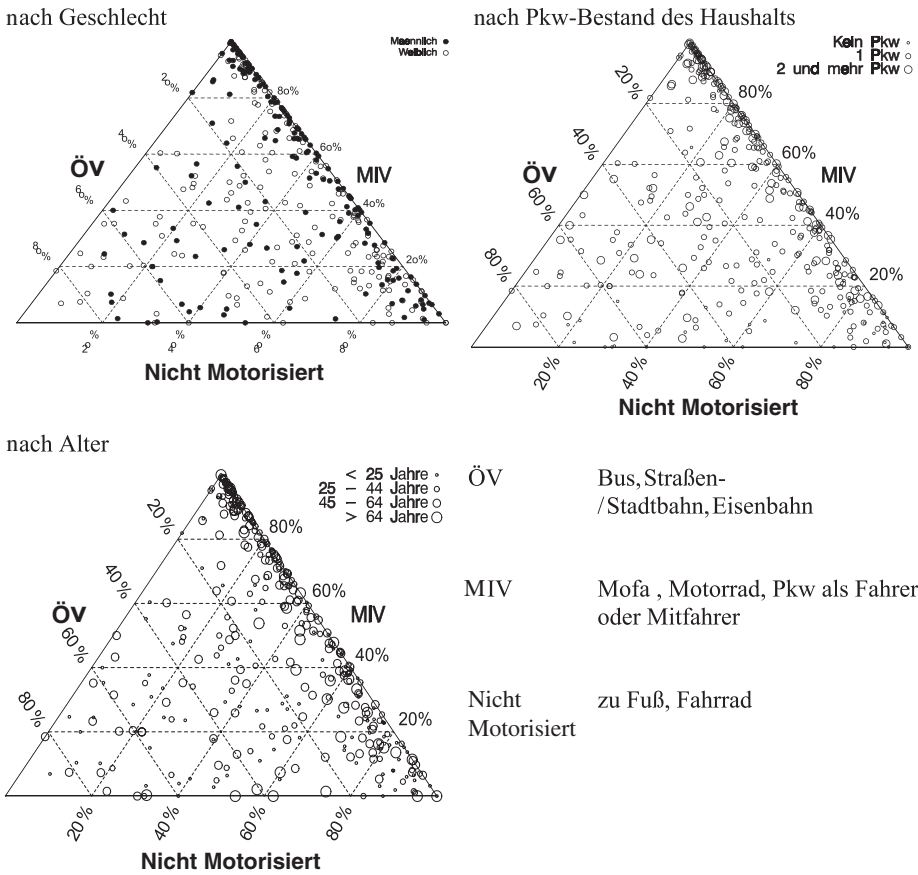 nach Geschlecht
Maennlich
Weiblich
20%
40%
60%
80%
ÖV
80%
60%
40%
20%
MIV
2%
4%
6%
8%
Nicht Motorisiert
nach Pkw-Bestand des Haushalts
Kein Pkw
1 Pkw
2 und mehr Pkw
20%
40%
60%
80%
ÖV
80%
60%
40%
20%
MIV
20%
40%
60%
80%
Nicht Motorisiert
nach Alter
< 25 Jahre
25 – 44 Jahre
45 – 64 Jahre
> 64 Jahre
20%
40%
60%
80%
ÖV
80%
60%
40%
20%
MIV
20%
40%
60%
80%
Nicht Motorisiert
ÖV Bus, Straßen-
/Stadtbahn, Eisenbahn
MIV Mofa , Motorrad, Pkw als Fahrer
oder Mitfahrer
Nicht zu Fuß, Fahrrad
Motorisiert